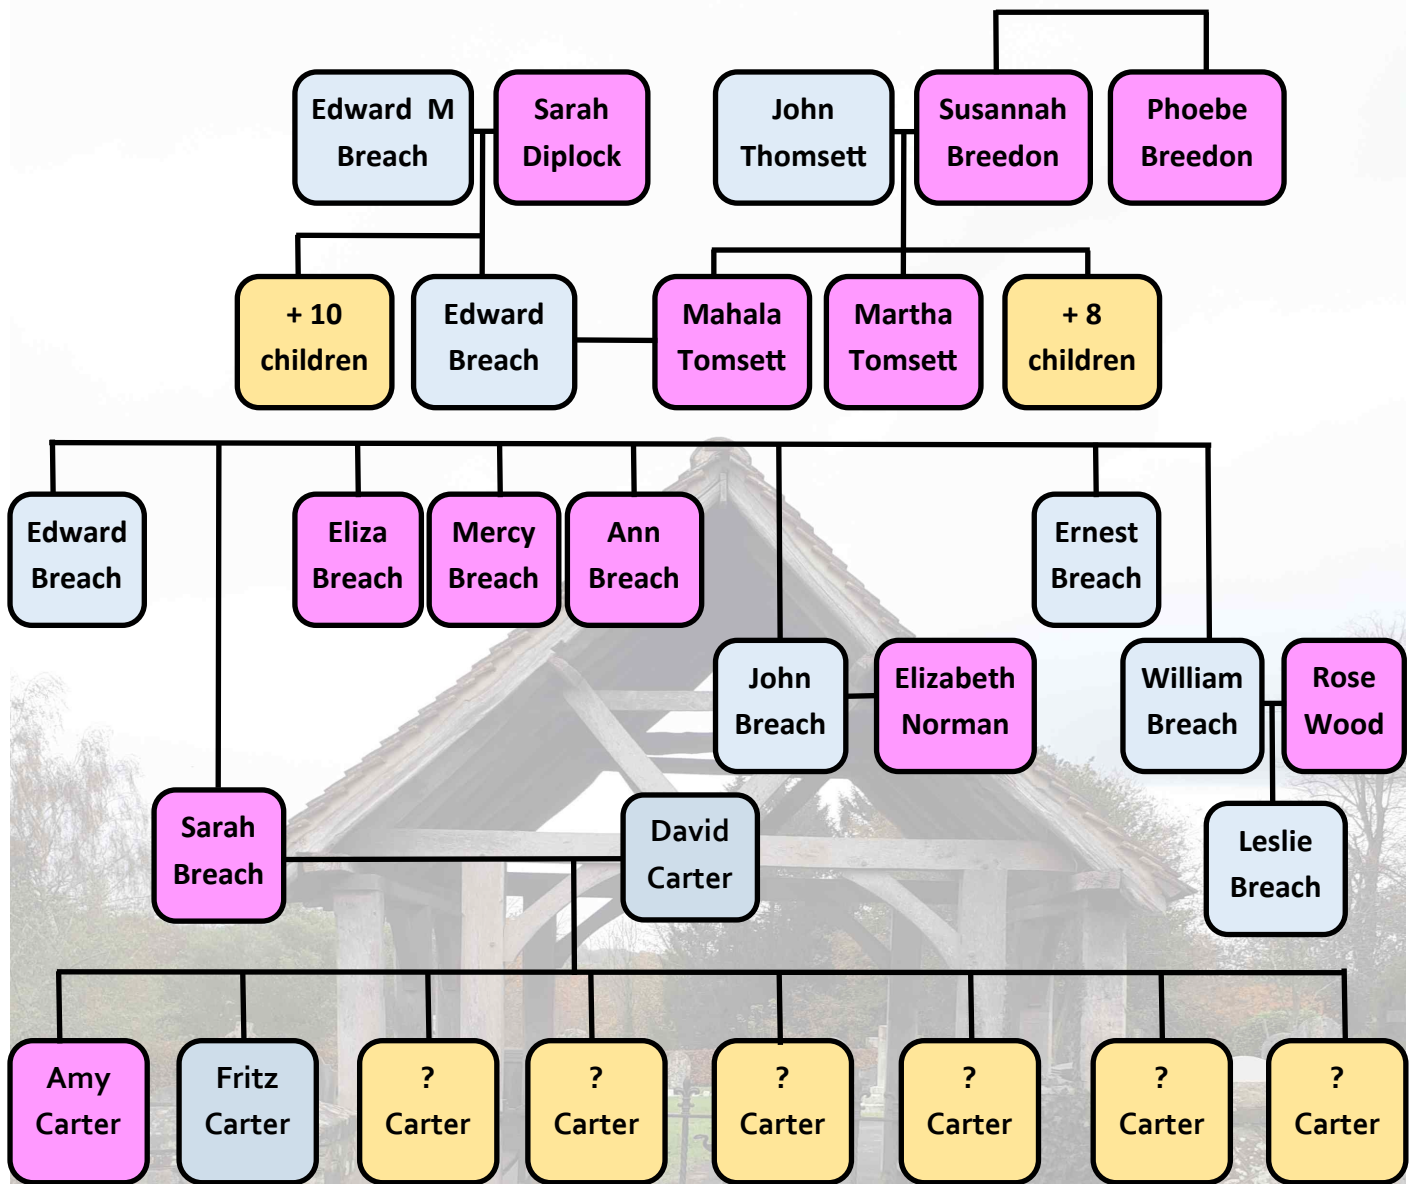 Edward  M
Breach
Sarah
Diplock
John
Thomsett
Susannah
Breedon
Phoebe
Breedon
+ 10
children
Edward
Breach
Mahala
Tomsett
Martha
Tomsett
+ 8
children
Edward
Breach
Eliza
Breach
Mercy
Breach
Ann
Breach
Ernest
Breach
John
Breach
Elizabeth
Norman
William
Breach
Rose
Wood
Sarah
Breach
David
Carter
Leslie
Breach
Amy
Carter
Fritz
Carter
?
Carter
?
Carter
?
Carter
?
Carter
?
Carter
?
Carter